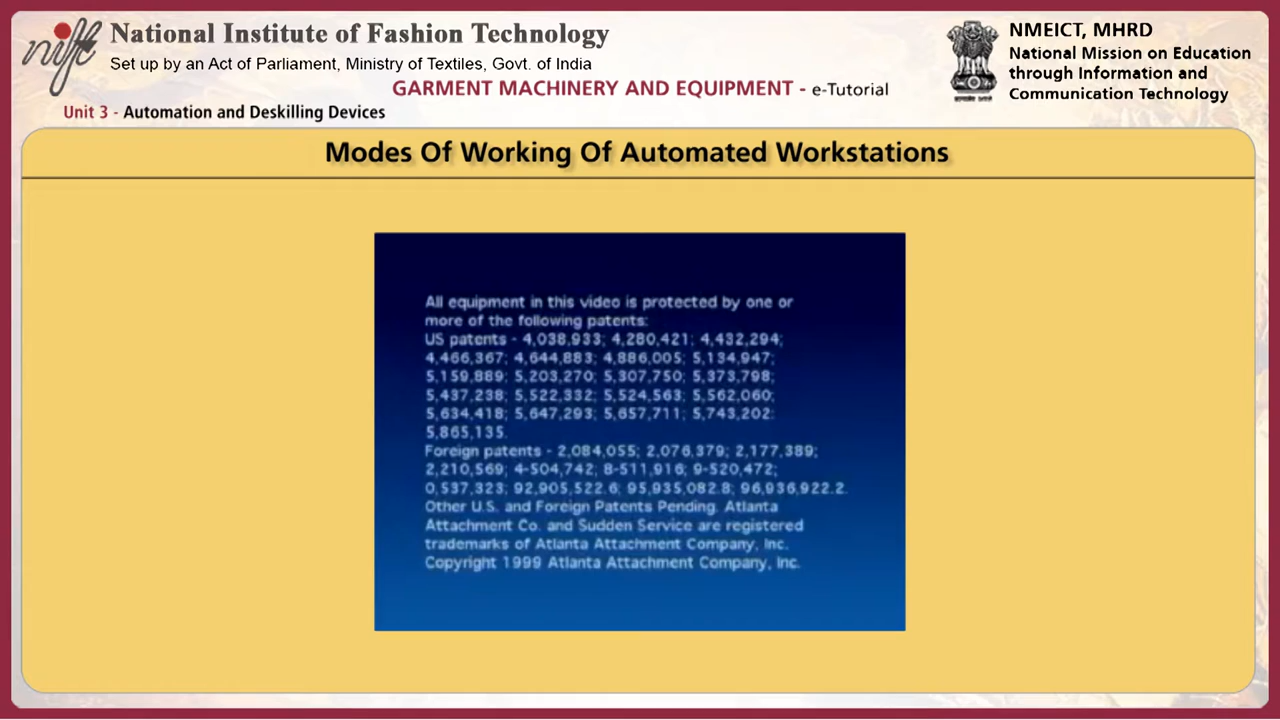 nift
National Institute of Fashion Technology
Set up by an Act of Parliament, Ministry of Textiles, Govt. of India
GARMENT MACHINERY AND EQUIPMENT - e-Tutorial
NMEICT, MHRD
National Mission on Education
through Information and
Communication Technology
Unit 3 - Automation and Deskilling Devices
Modes Of Working Of Automated Workstations
All equipment in this video is protected by one or
more of the following patents:
US patents - 4,038,933; 4,280,421; 4,432,294;
4,466,367; 4,644,883; 4,886,005; 5,134,947;
5,159,889; 5,203,270; 5,307,750; 5,373,798;
5,437,238; 5,522,332; 5,524,563; 5,562,060;
5,634,418; 5,647,293; 5,657,711; 5,743,202;
5,865,135.
Foreign patents - 2,084,055; 2,076,379; 2,177,389;
2,210,569; 4-504,742; 8-511,916; 9-520,472;
0,537,323; 92,905,522.6; 95,935,082.8; 96,936,922.2.
Other U.S. and Foreign Patents Pending. Atlanta
Attachment Co. and Sudden Service are registered
trademarks of Atlanta Attachment Company, Inc.
Copyright 1999 Atlanta Attachment Company, Inc.